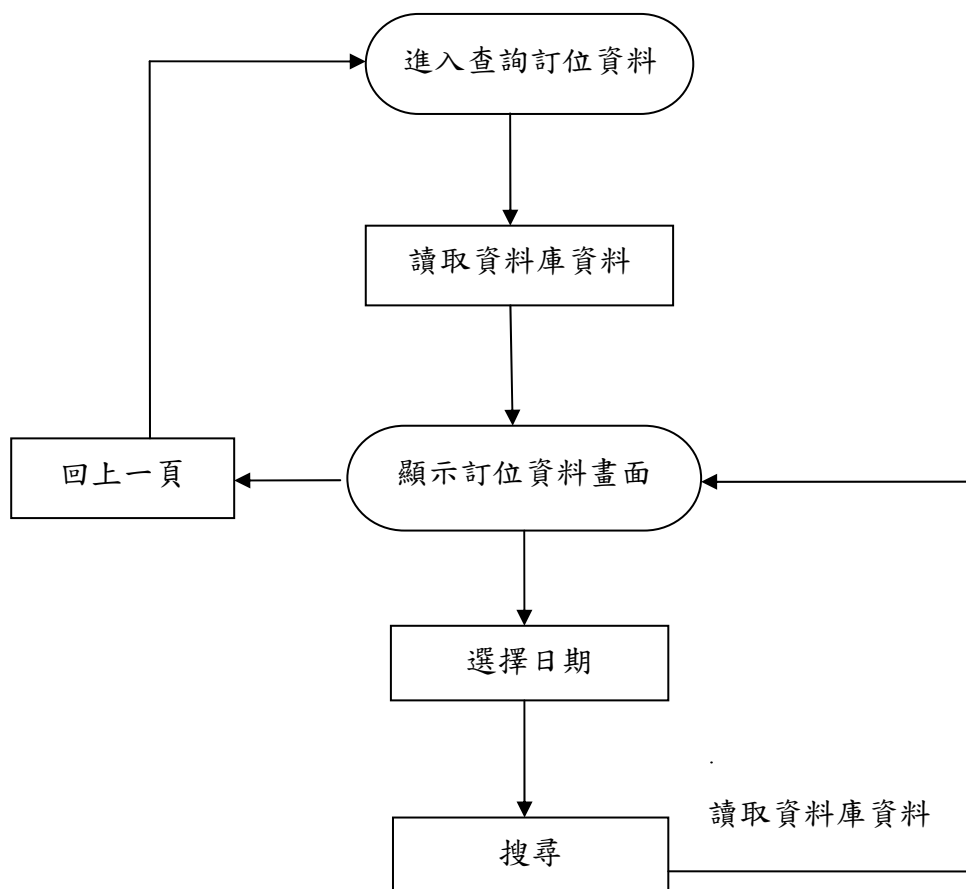 進入查詢訂位資料
讀取資料庫資料
回上一頁
顯示訂位資料畫面
選擇日期
讀取資料庫資料
搜尋